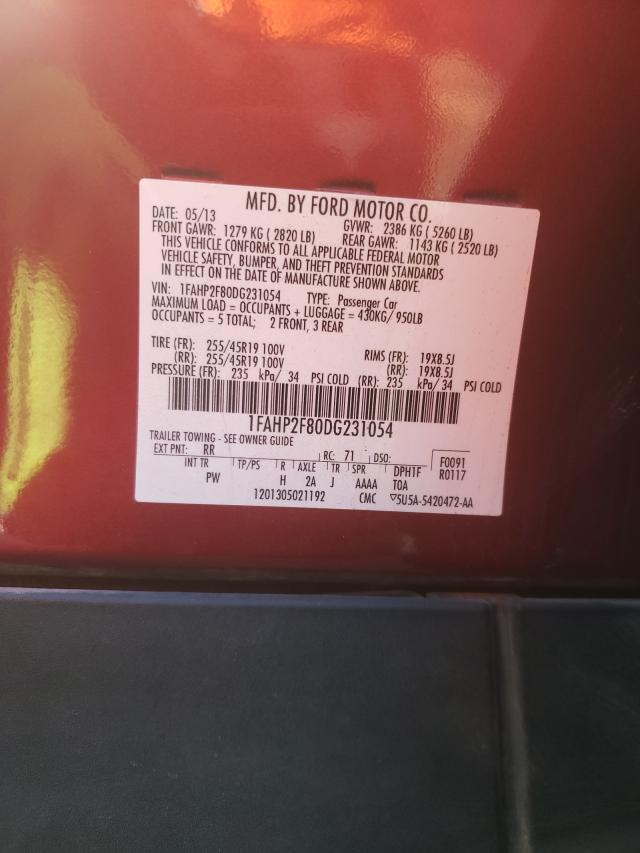 MFD. BY FORD MOTOR CO.
DATE: 05/13 GVWR: 2386 KG ( 5260 LB)
FRONT GAWR: 1279 KG ( 2820 LB) REAR GAWR: 1143 KG ( 2520 LB)
THIS VEHICLE CONFORMS TO ALL APPLICABLE FEDERAL MOTOR
VEHICLE SAFETY, BUMPER, AND THEFT PREVENTION STANDARDS
IN EFFECT ON THE DATE OF MANUFACTURE SHOWN ABOVE.
VIN: 1FAHP2F80DG231054 TYPE: Passenger Car
MAXIMUM LOAD = OCCUPANTS + LUGGAGE = 430KG/ 950LB
OCCUPANTS = 5 TOTAL; 2 FRONT, 3 REAR
TIRE (FR): 255/45R19 100V RIMS (FR): 19X8.5J
(RR): 255/45R19 100V (RR): 19X8.5J
PRESSURE (FR): 235 kPa/ 34 PSI COLD (RR): 235 kPa/ 34 PSI COLD
1FAHP2F80DG231054
TRAILER TOWING - SEE OWNER GUIDE
EXT PNT: RR RC: 71 DSO: F0091
INT TR TP/PS R AXLE TR SPR DPH1F R0117
PW H 2A J AAAA TOA
1201305021192 CMC ▽5U5A-5420472-AA